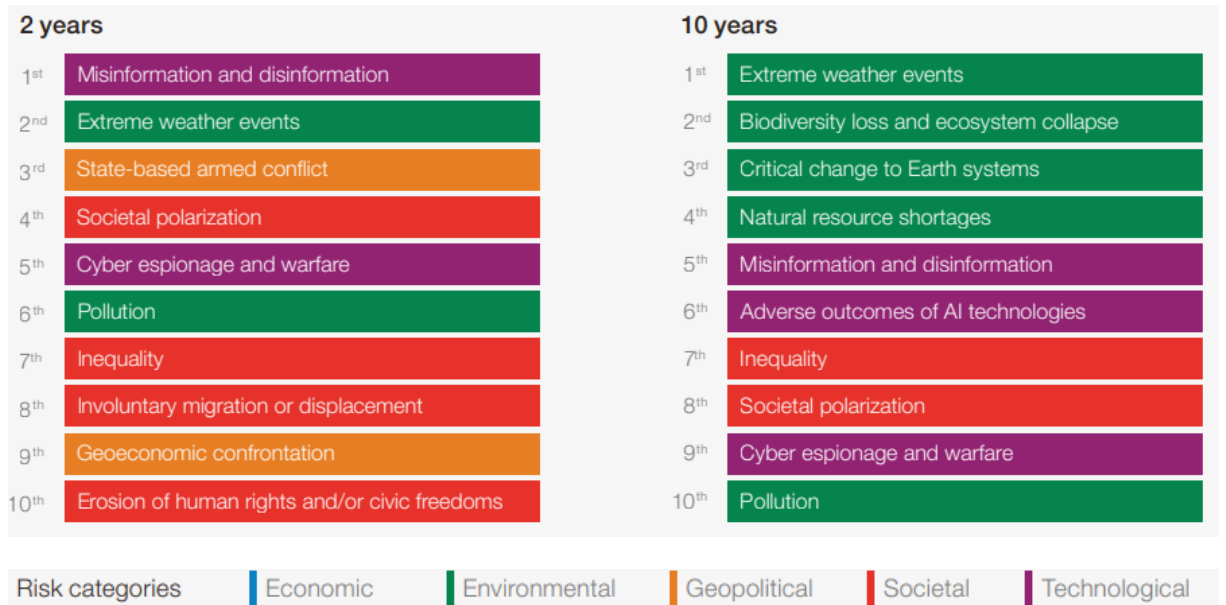 2 years
1st Misinformation and disinformation
2nd Extreme weather events
3rd State-based armed conflict
4th Societal polarization
5th Cyber espionage and warfare
6th Pollution
7th Inequality
8th Involuntary migration or displacement
9th Geoeconomic confrontation
10th Erosion of human rights and/or civic freedoms
10 years
1st Extreme weather events
2nd Biodiversity loss and ecosystem collapse
3rd Critical change to Earth systems
4th Natural resource shortages
5th Misinformation and disinformation
6th Adverse outcomes of AI technologies
7th Inequality
8th Societal polarization
9th Cyber espionage and warfare
10th Pollution
Risk categories Economic Environmental Geopolitical Societal Technological